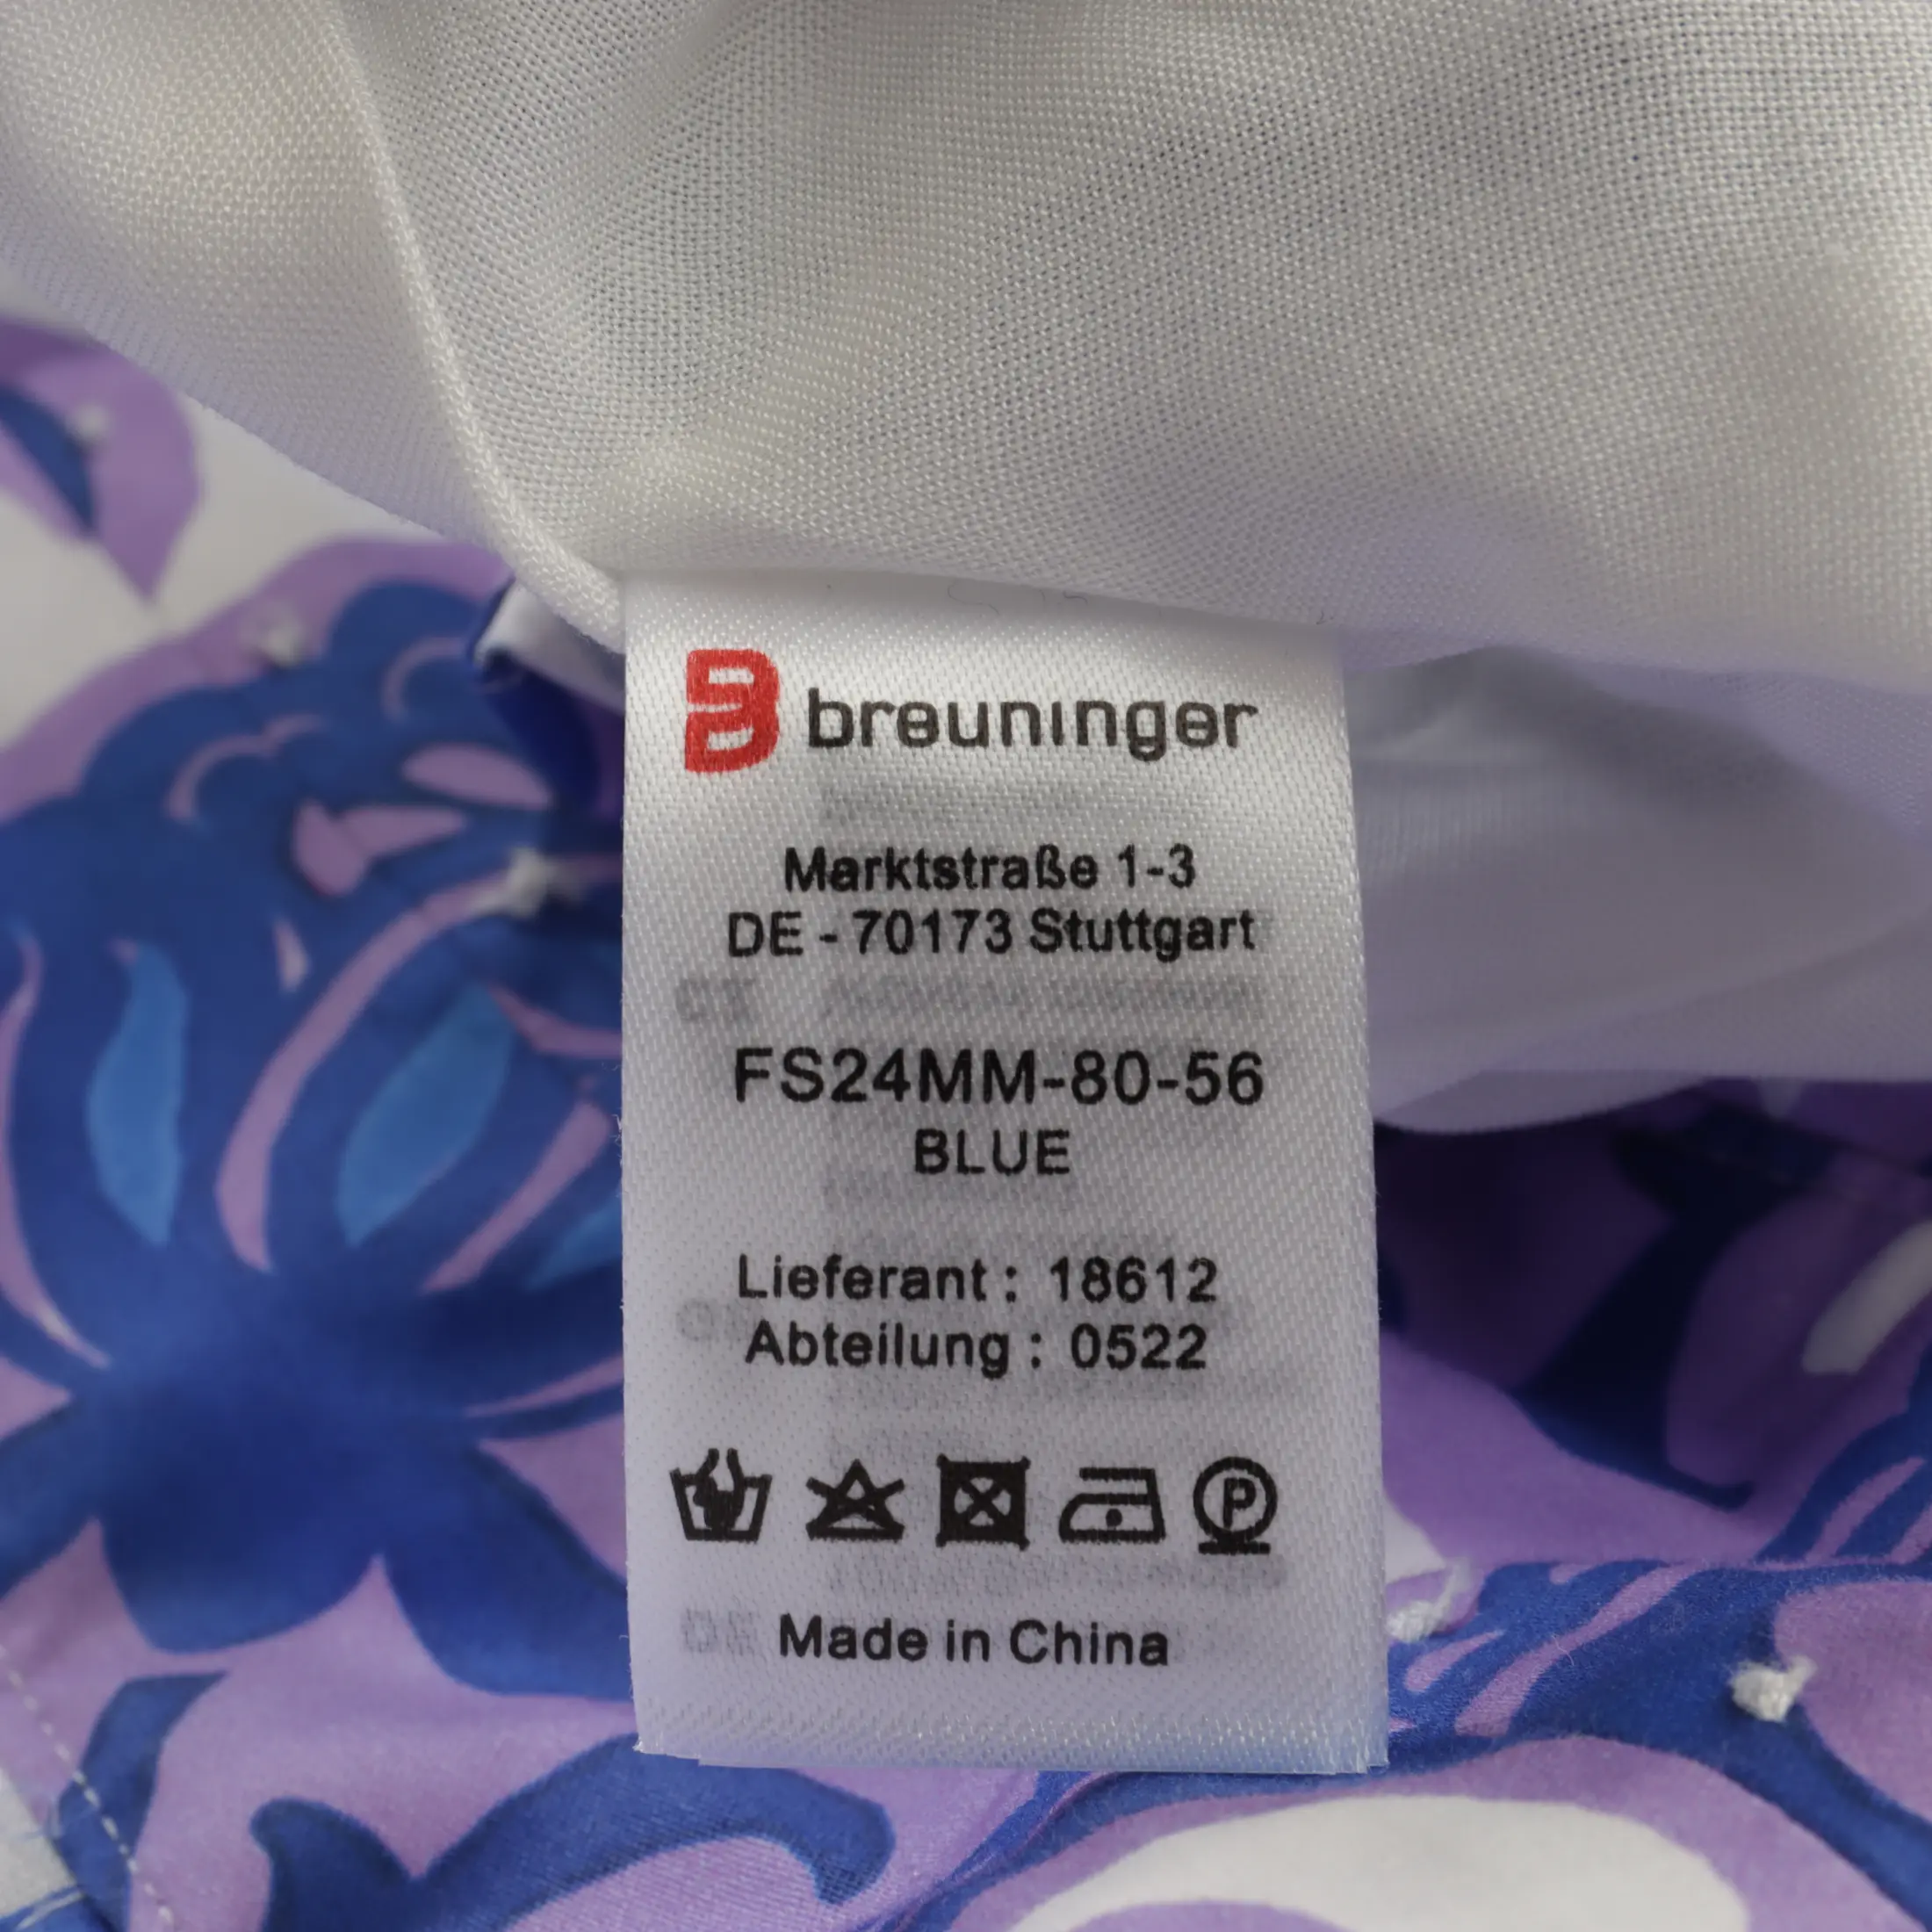 breuninger
Marktstraße 1-3
DE - 70173 Stuttgart
FS24MM-80-56
BLUE
Lieferant : 18612
Abteilung : 0522
P
Made in China